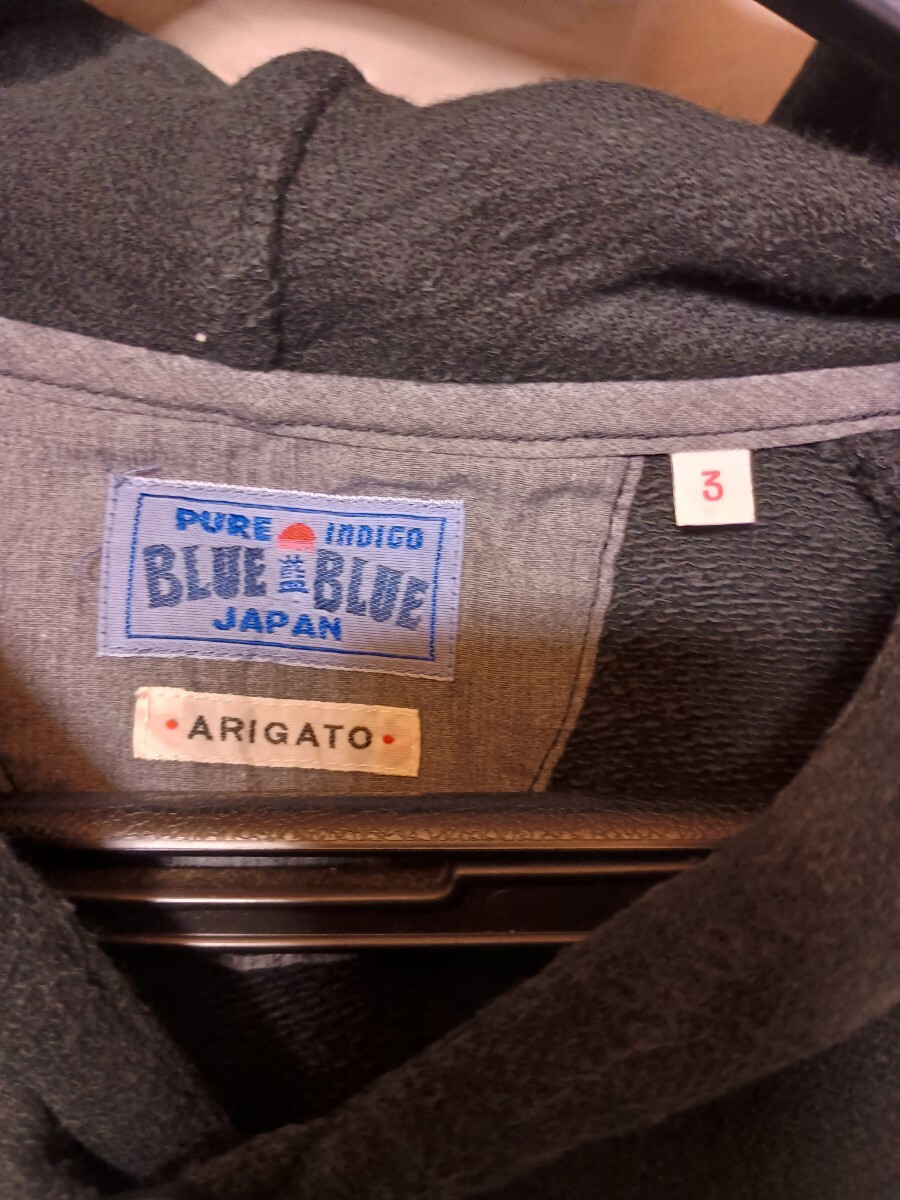 PURE INDIGO
BLUE BLUE
JAPAN
• ARIGATO •
3